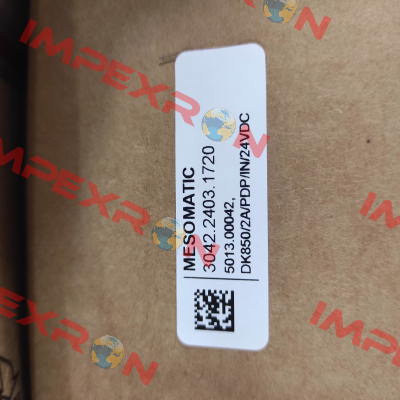 MESOMATIC
3042.2403.1720
5013.00042,
DK850/2A/PDP/IN/24VDC
IMPEXRON
IMPEXRON
IMPEXRON